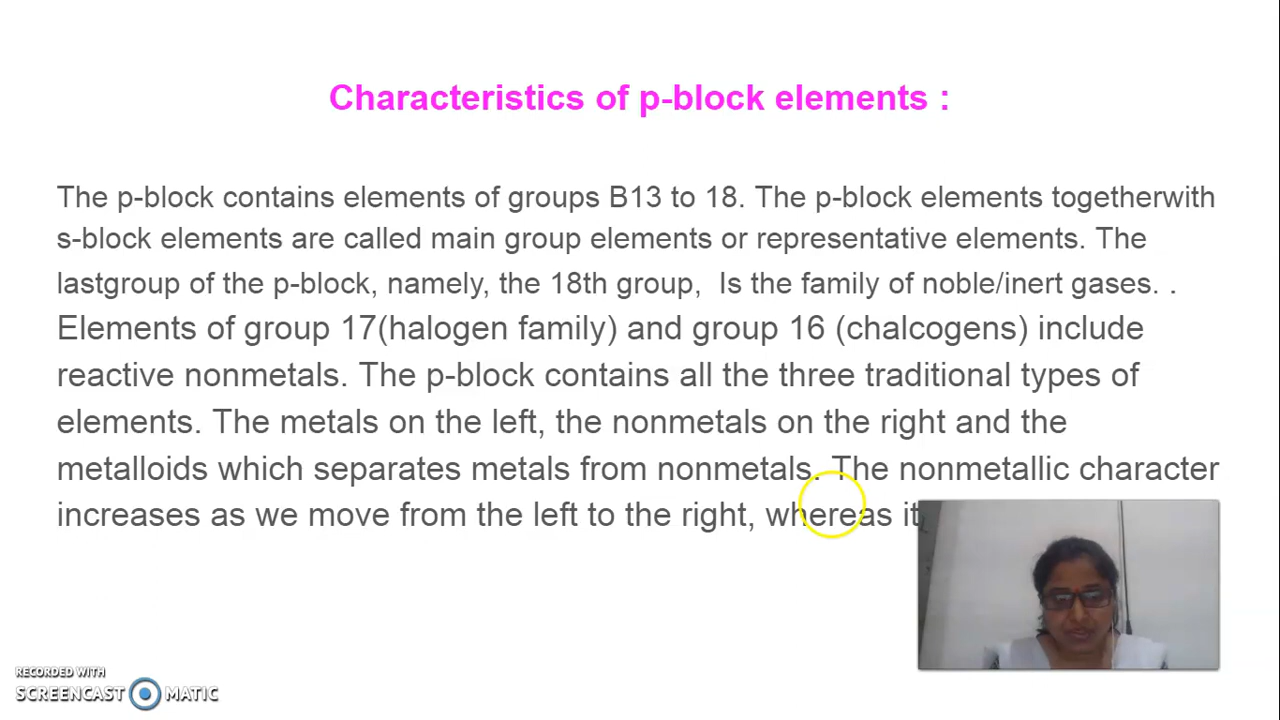 Characteristics of p-block elements :
The p-block contains elements of groups B13 to 18. The p-block elements togetherwith
s-block elements are called main group elements or representative elements. The
lastgroup of the p-block, namely, the 18th group,  Is the family of noble/inert gases. .
Elements of group 17(halogen family) and group 16 (chalcogens) include
reactive nonmetals. The p-block contains all the three traditional types of
elements. The metals on the left, the nonmetals on the right and the
metalloids which separates metals from nonmetals. The nonmetallic character
increases as we move from the left to the right, whereas it
RECORDED WITH
SCREENCAST MATIC